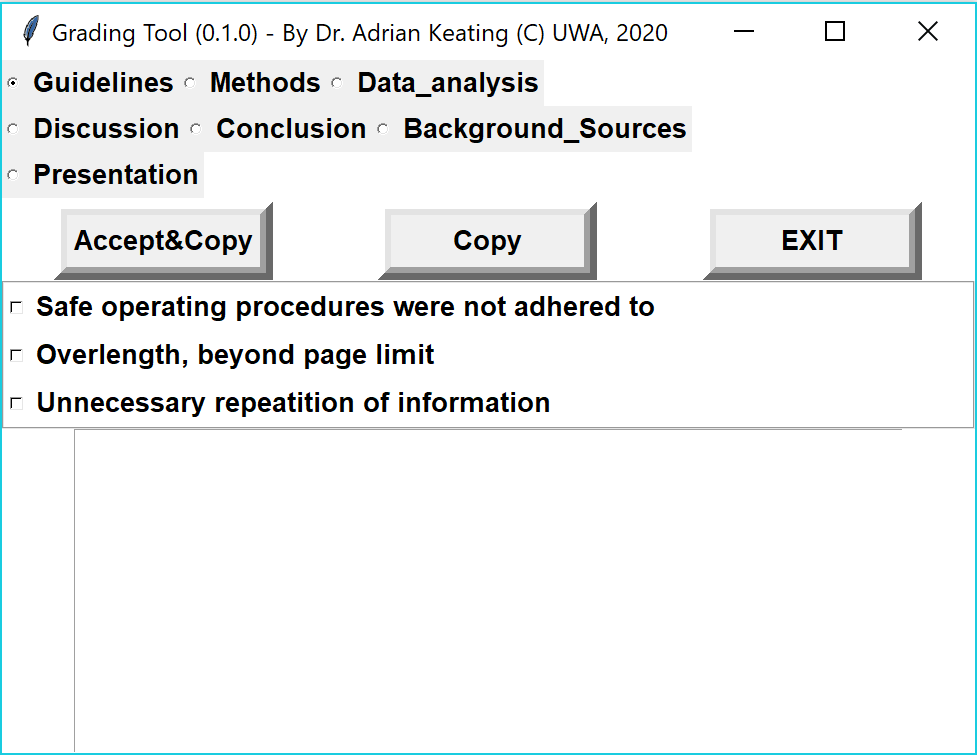 Grading Tool (0.1.0) - By Dr. Adrian Keating (C) UWA, 2020
Guidelines Methods Data_analysis
Discussion Conclusion Background_Sources
Presentation
Accept&Copy Copy EXIT
Safe operating procedures were not adhered to
Overlength, beyond page limit
Unnecessary repeatition of information